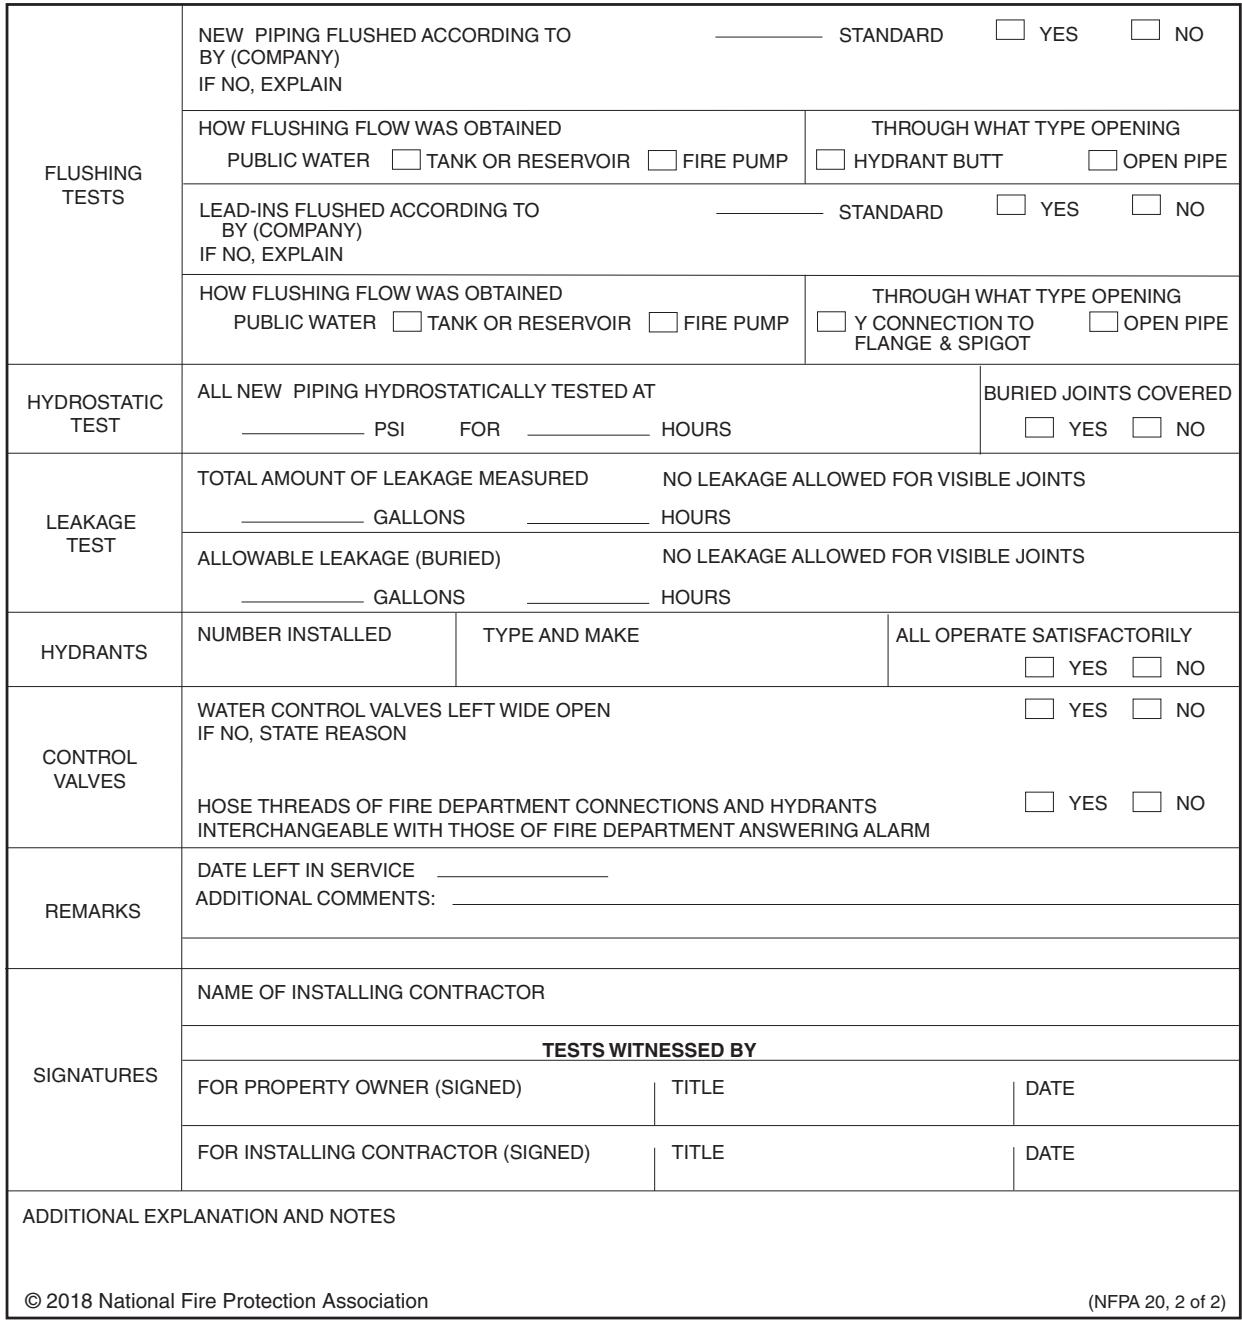 NEW PIPING FLUSHED ACCORDING TO STANDARD YES NO
BY (COMPANY)
IF NO, EXPLAIN
FLUSHING
TESTS
HOW FLUSHING FLOW WAS OBTAINED
PUBLIC WATER TANK OR RESERVOIR FIRE PUMP
THROUGH WHAT TYPE OPENING
HYDRANT BUTT OPEN PIPE
LEAD-INS FLUSHED ACCORDING TO STANDARD YES NO
BY (COMPANY)
IF NO, EXPLAIN
HOW FLUSHING FLOW WAS OBTAINED
PUBLIC WATER TANK OR RESERVOIR FIRE PUMP
THROUGH WHAT TYPE OPENING
Y CONNECTION TO OPEN PIPE
FLANGE & SPIGOT
HYDROSTATIC
TEST
ALL NEW PIPING HYDROSTATICALLY TESTED AT
PSI FOR HOURS
BURIED JOINTS COVERED
YES NO
LEAKAGE
TEST
TOTAL AMOUNT OF LEAKAGE MEASURED NO LEAKAGE ALLOWED FOR VISIBLE JOINTS
GALLONS HOURS
ALLOWABLE LEAKAGE (BURIED) NO LEAKAGE ALLOWED FOR VISIBLE JOINTS
GALLONS HOURS
HYDRANTS
NUMBER INSTALLED
TYPE AND MAKE
ALL OPERATE SATISFACTORILY
YES NO
CONTROL
VALVES
WATER CONTROL VALVES LEFT WIDE OPEN YES NO
IF NO, STATE REASON
HOSE THREADS OF FIRE DEPARTMENT CONNECTIONS AND HYDRANTS YES NO
INTERCHANGEABLE WITH THOSE OF FIRE DEPARTMENT ANSWERING ALARM
REMARKS
DATE LEFT IN SERVICE
ADDITIONAL COMMENTS:
SIGNATURES
NAME OF INSTALLING CONTRACTOR
TESTS WITNESSED BY
FOR PROPERTY OWNER (SIGNED) TITLE DATE
FOR INSTALLING CONTRACTOR (SIGNED) TITLE DATE
ADDITIONAL EXPLANATION AND NOTES
© 2018 National Fire Protection Association (NFPA 20, 2 of 2)